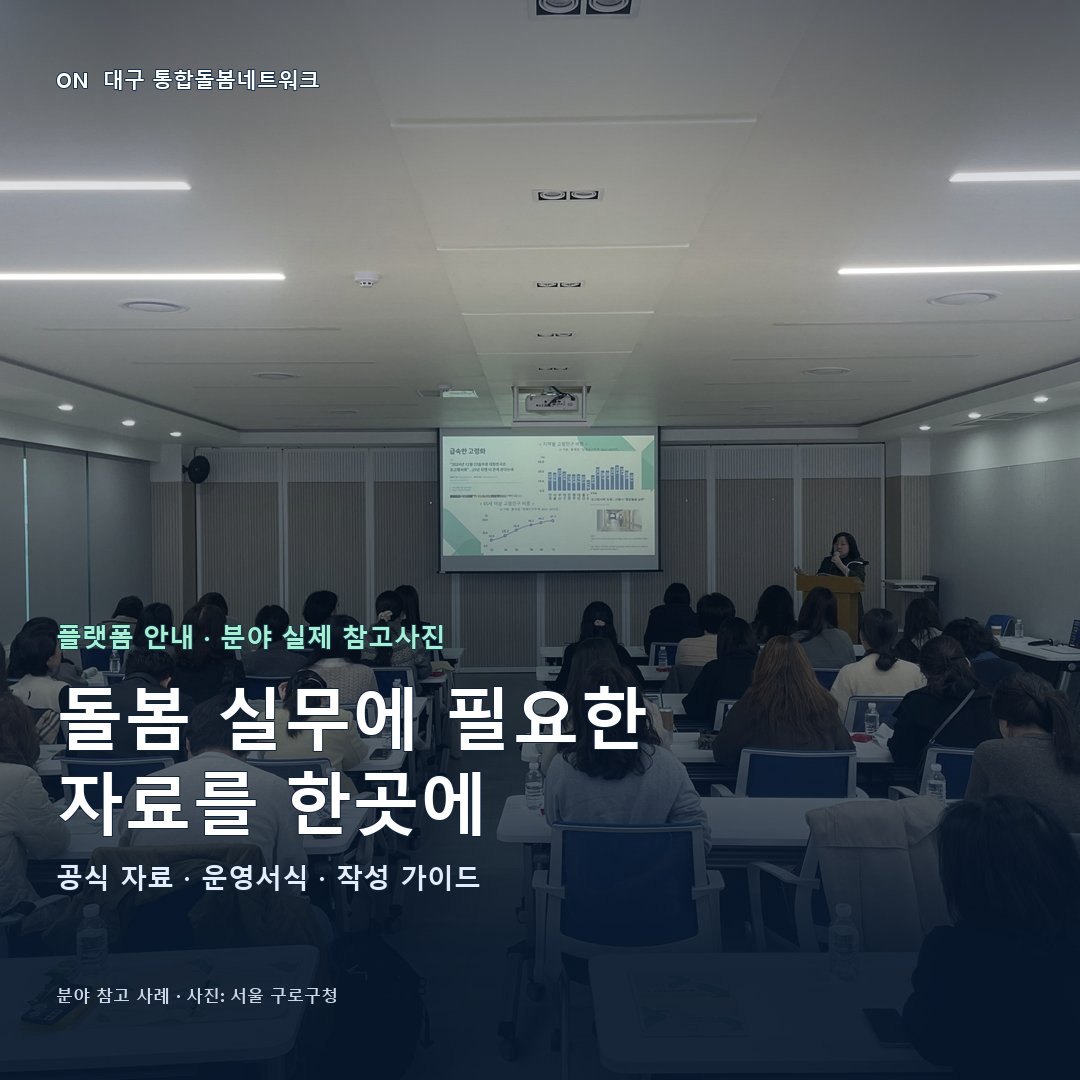 ON 대구 통합돌봄네트워크
급속한 고령화
플랫폼 안내 · 분야 실제 참고사진
돌봄 실무에 필요한
자료를 한곳에
공식 자료 · 운영서식 · 작성 가이드
분야 참고 사례 · 사진: 서울 구로구청